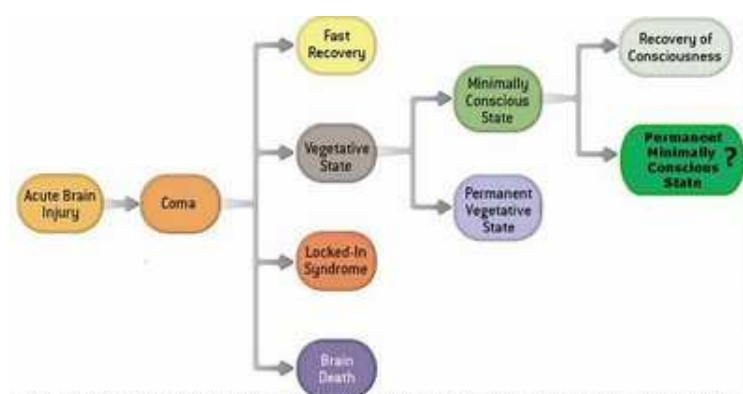 Fast
Recovery
Recovery of
Consciousness
Minimally
Conscious
State
Permanent
Minimally
Conscious
State
?
Vegetative
State
Acute Brain
Injury
Coma
Permanent
Vegetative
State
Locked-In
Syndrome
Brain
Death